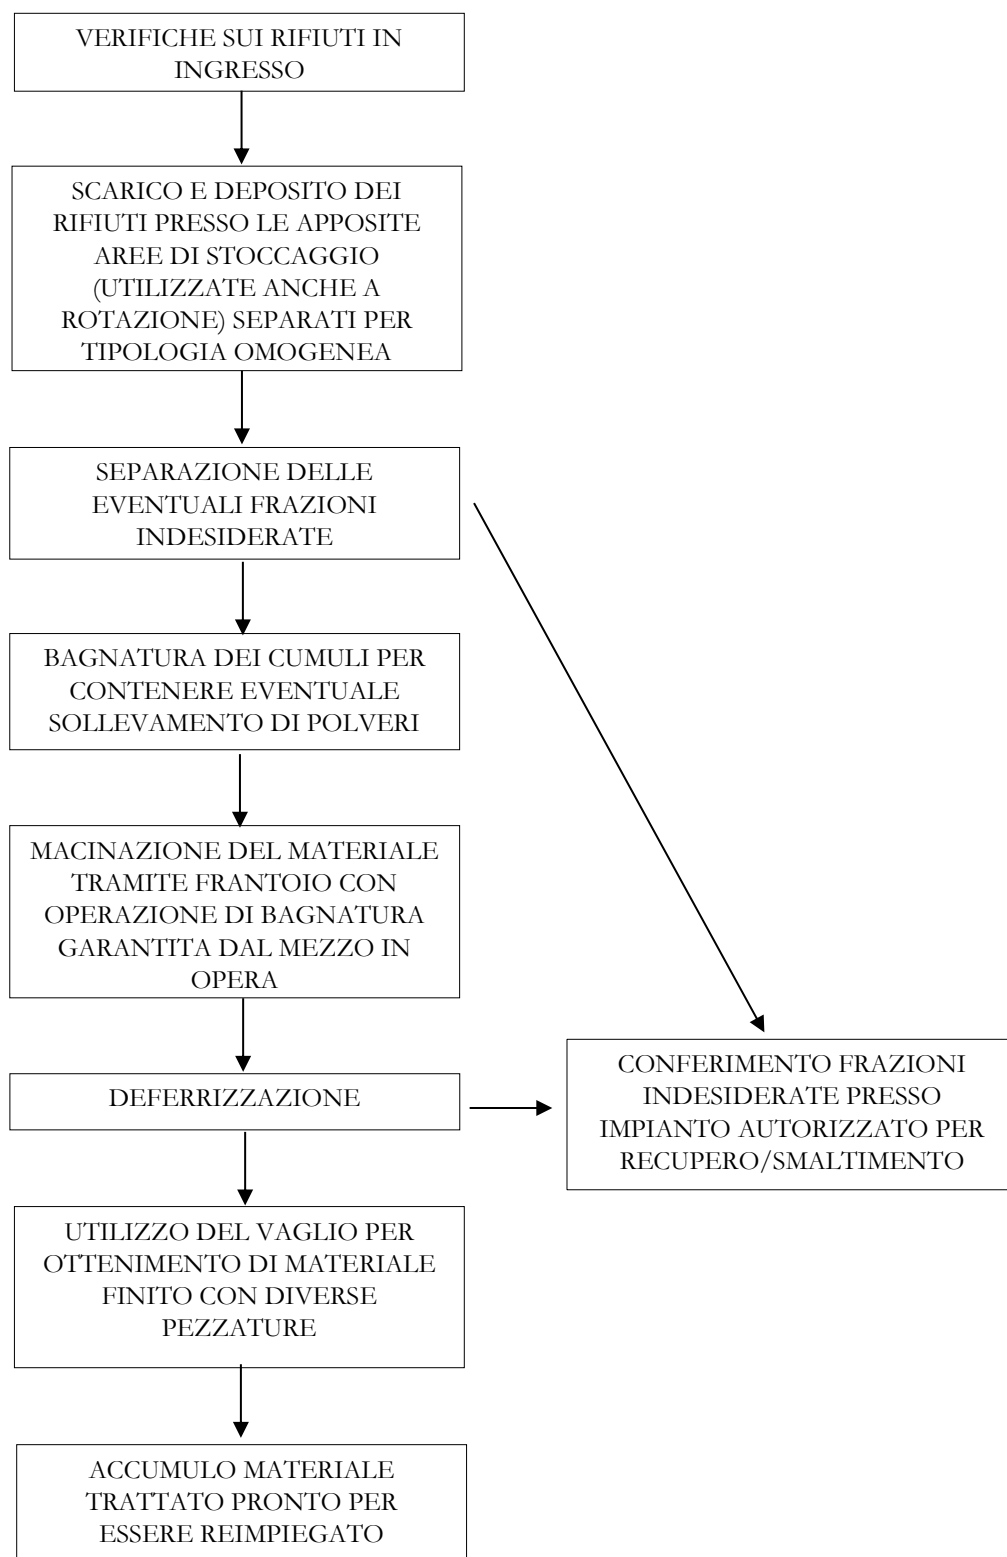 VERIFICHE SUI RIFIUTI IN
INGRESSO
SCARICO E DEPOSITO DEI
RIFIUTI PRESSO LE APPOSITE
AREE DI STOCCAGGIO
(UTILIZZATE ANCHE A
ROTAZIONE) SEPARATI PER
TIPOLOGIA OMOGENEA
SEPARAZIONE DELLE
EVENTUALI FRAZIONI
INDESIDERATE
BAGNATURA DEI CUMULI PER
CONTENERE EVENTUALE
SOLLEVAMENTO DI POLVERI
MACINAZIONE DEL MATERIALE
TRAMITE FRANTOIO CON
OPERAZIONE DI BAGNATURA
GARANTITA DAL MEZZO IN
OPERA
DEFERRIZZAZIONE
CONFERIMENTO FRAZIONI
INDESIDERATE PRESSO
IMPIANTO AUTORIZZATO PER
RECUPERO/SMALTIMENTO
UTILIZZO DEL VAGLIO PER
OTTENIMENTO DI MATERIALE
FINITO CON DIVERSE
PEZZATURE
ACCUMULO MATERIALE
TRATTATO PRONTO PER
ESSERE REIMPIEGATO